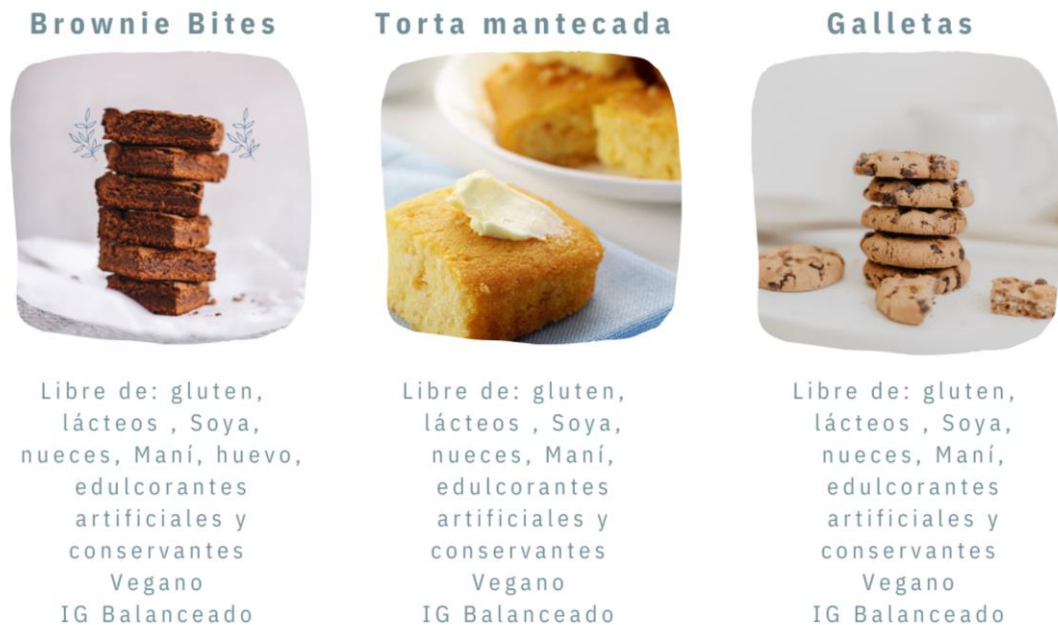 Brownie Bites
Libre de: gluten,
lácteos , Soya,
nueces, Maní, huevo,
edulcorantes
artificiales y
conservantes
Vegano
IG Balanceado
Torta mantecada
Libre de: gluten,
lácteos , Soya,
nueces, Maní,
edulcorantes
artificiales y
conservantes
Vegano
IG Balanceado
Galletas
Libre de: gluten,
lácteos , Soya,
nueces, Maní,
edulcorantes
artificiales y
conservantes
Vegano
IG Balanceado